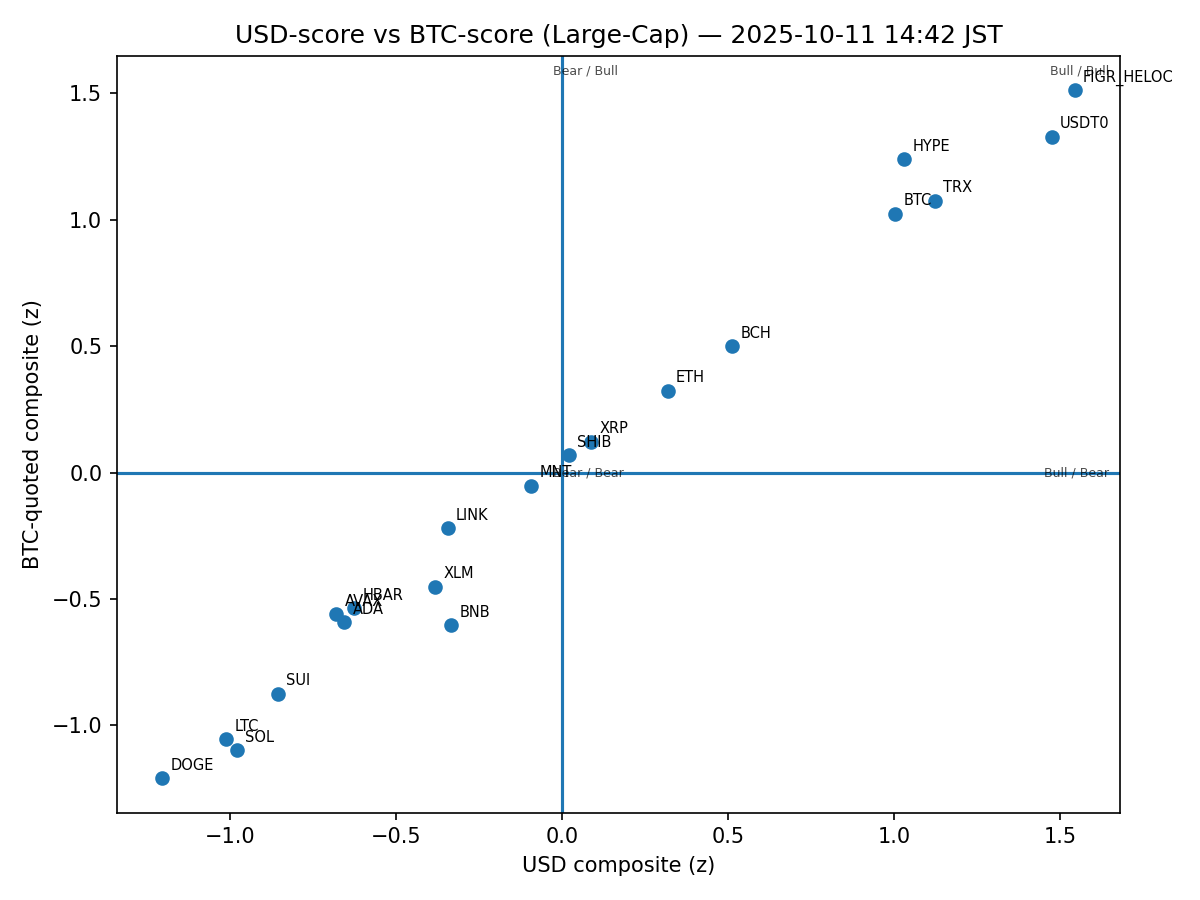 USD-score vs BTC-score (Large-Cap) — 2025-10-11 14:42 JST
Bear / Bull
Bull / Bull
FIGR_HELOC
USDT0
HYPE
TRX
BTC
BCH
ETH
XRP
SHIB
MNT
Bear / Bear
Bull / Bear
LINK
XLM
HBAR
AVAX
ADA
BNB
SUI
LTC
SOL
DOGE
1.5
1.0
0.5
0.0
−0.5
−1.0
−1.0
−0.5
0.0
0.5
1.0
1.5
USD composite (z)
BTC-quoted composite (z)